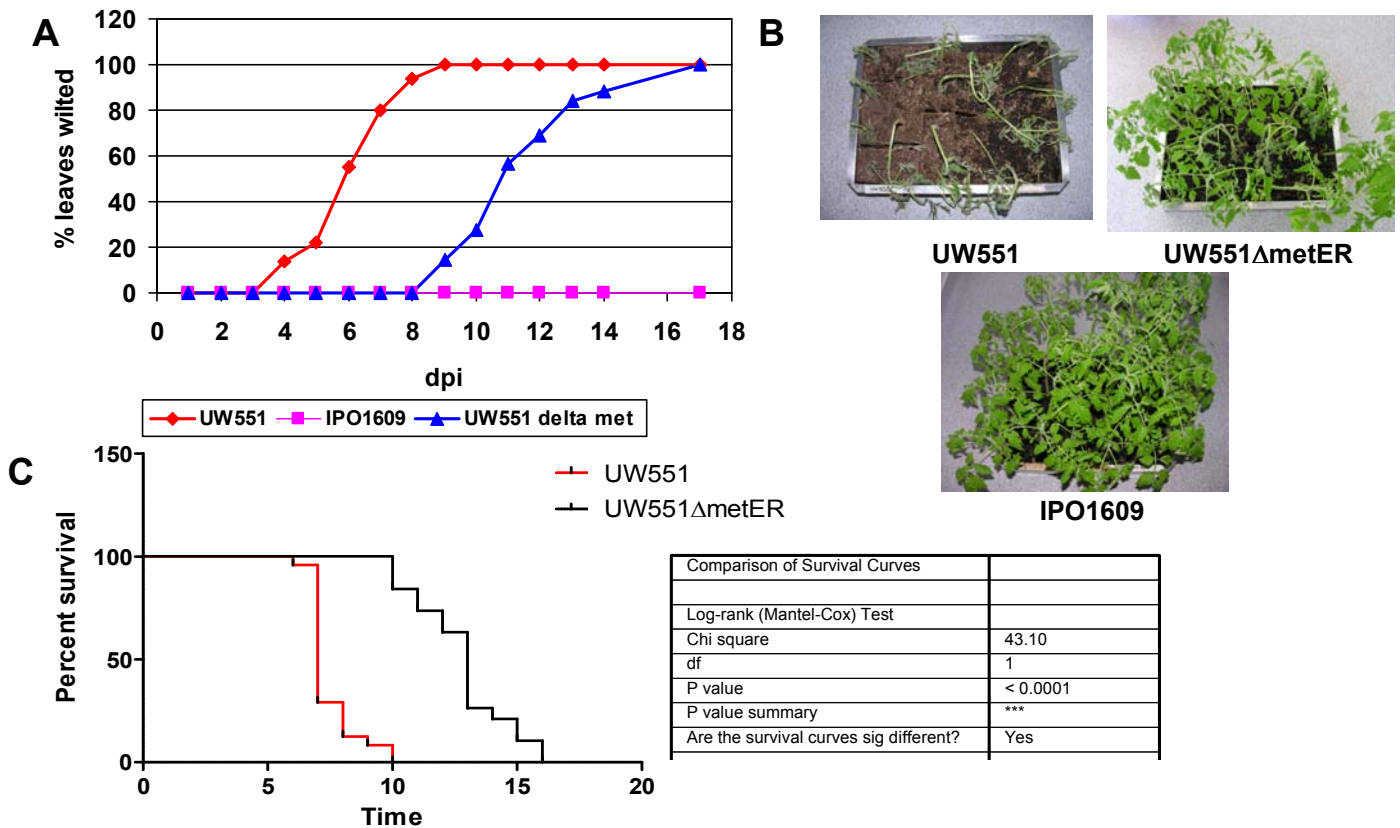 A
% leaves wilted
120
100
80
60
40
20
0
0 2 4 6 8 10 12 14 16 18
dpi
UW551 IPO1609 UW551 delta met
B
UW551
UW551ΔmetER
IPO1609
C
UW551
UW551ΔmetER
Percent survival
150
100
50
0
0 5 10 15 20
Time
Comparison of Survival Curves
Log-rank (Mantel-Cox) Test
Chi square 43.10
df 1
P value < 0.0001
P value summary ***
Are the survival curves sig different? Yes